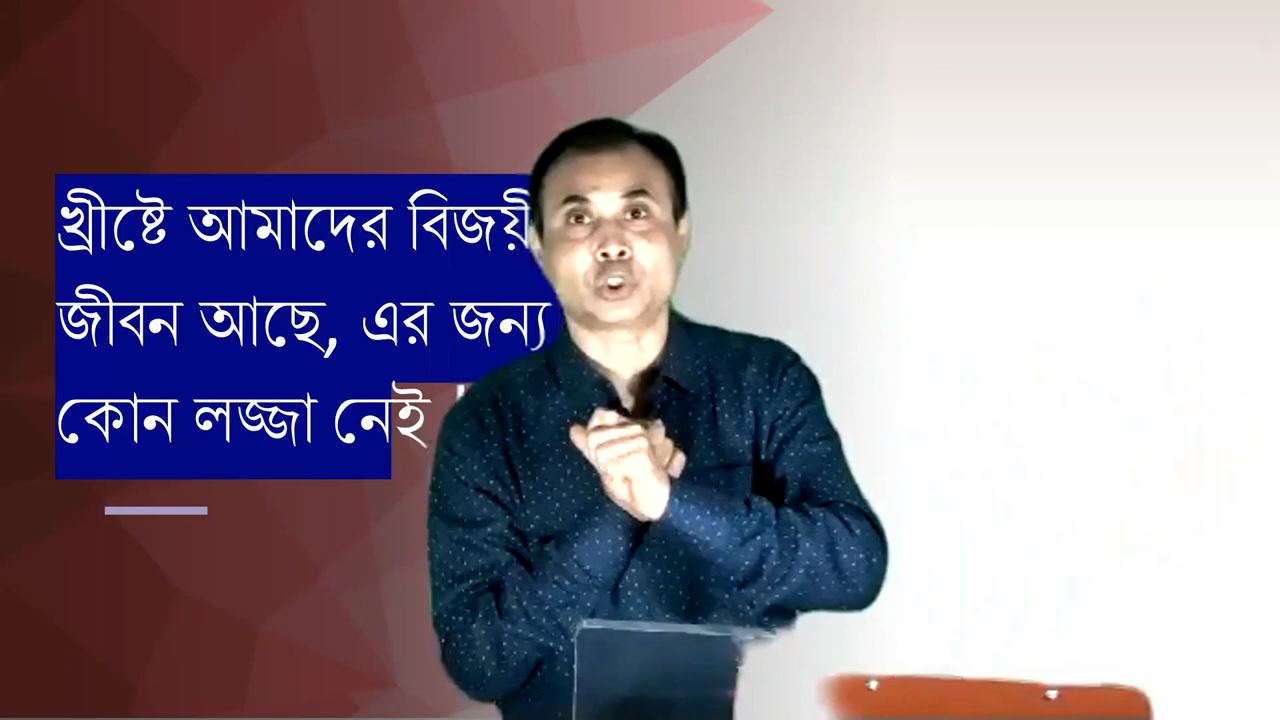 খ্রীষ্টে আমাদের বিজয়ী
জীবন আছে, এর জন্য
কোন লজ্জা নেই